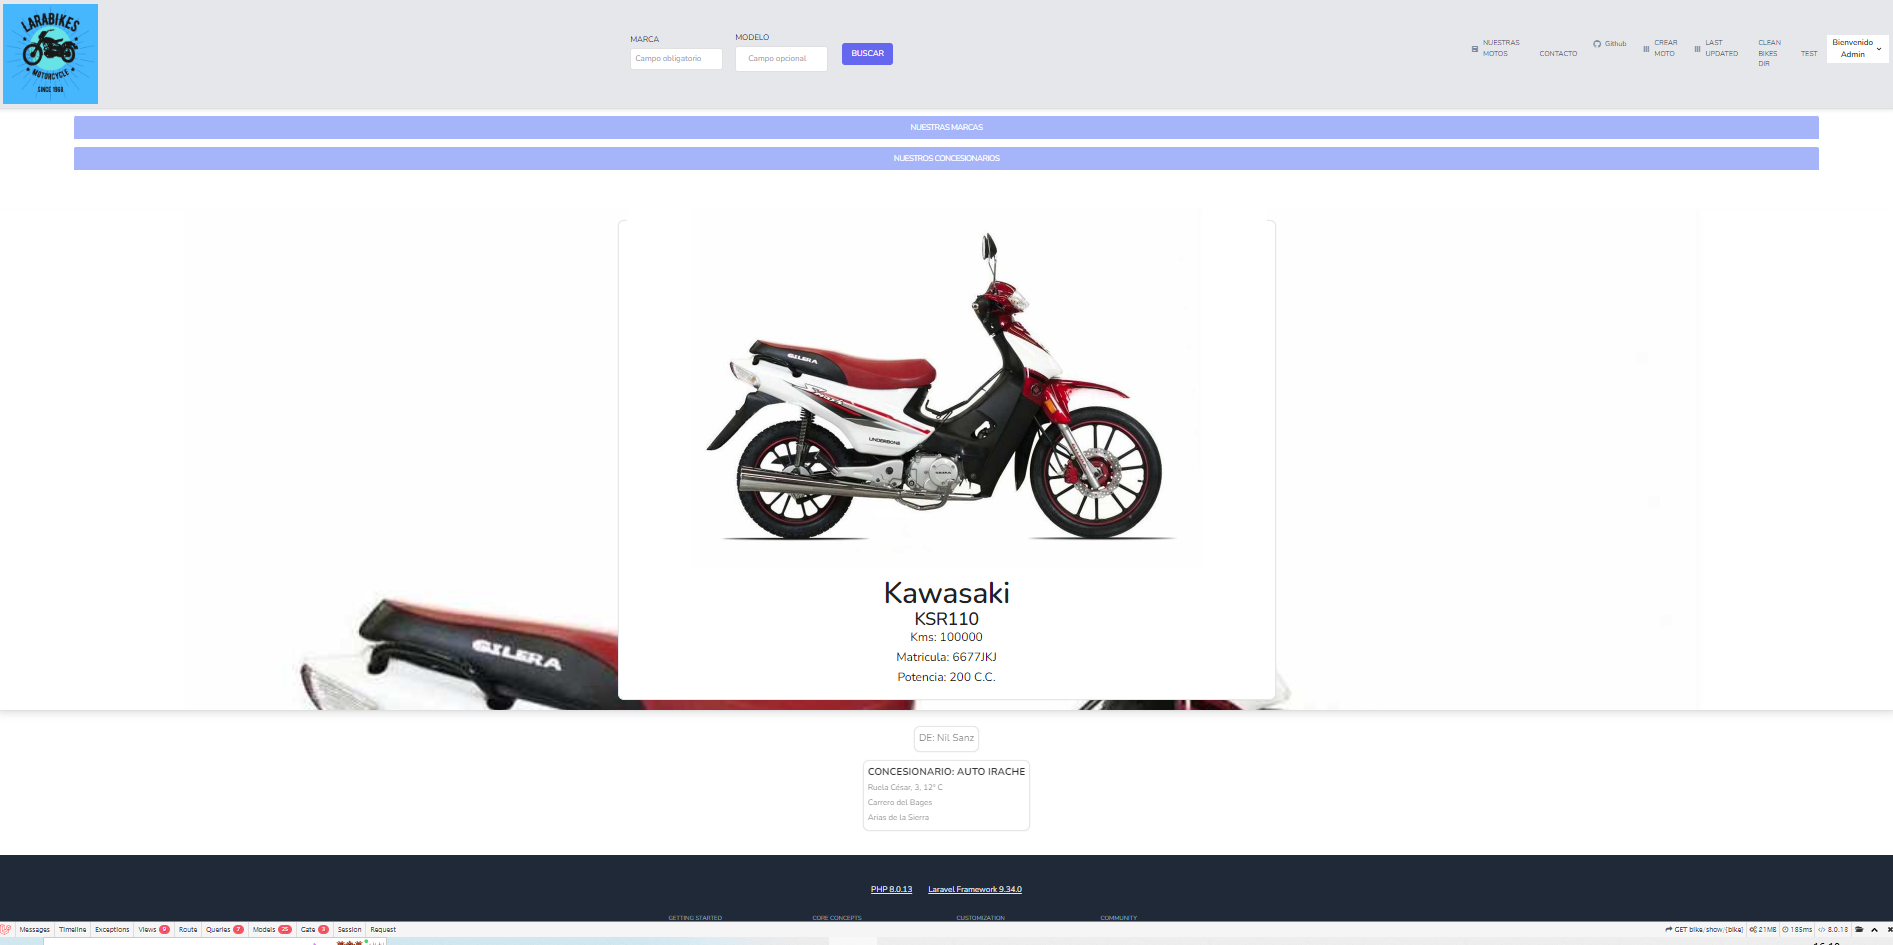 LARABIKES
MOTORCYCLE
SINCE 1968
MARCA
Campo obligatorio
MODELO
Campo opcional
BUSCAR
NUESTRAS
MOTOS
CONTACTO
Github
CREAR
MOTO
LAST
UPDATED
CLEAN
BIKES
DIR
TEST
Bienvenido
Admin
NUESTRAS MARCAS
NUESTROS CONCESIONARIOS
GILERA
UNDERBONE
GILERA
Kawasaki
KSR110
Kms: 100000
Matricula: 6677JKJ
Potencia: 200 C.C.
DE: Nil Sanz
CONCESIONARIO: AUTO IRACHE
Ruela César, 3, 12º C
Carrero del Bages
Arias de la Sierra
PHP 8.0.13 Laravel Framework 9.34.0
GETTING STARTED CORE CONCEPTS CUSTOMIZATION COMMUNITY
Messages Timeline Exceptions Views 9 Route Queries 7 Models 25 Gate 3 Session Request GET bike/show/{bike} 21MB 185ms 8.0.13